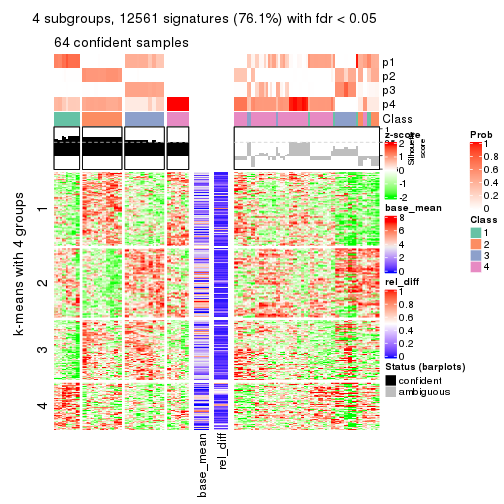 4 subgroups, 12561 signatures (76.1%) with fdr < 0.05
64 confident samples
p1
p2
p3
p4
Class
1
0
Silhouette
score
k-means with 4 groups
1
2
3
4
base_mean
rel_diff
z-score
2
1
0
-1
-2
base_mean
8
6
4
2
0
rel_diff
1
0.8
0.6
0.4
0.2
0
Status (barplots)
confident
ambiguous
Prob
1
0.8
0.6
0.4
0.2
0
Class
1
2
3
4